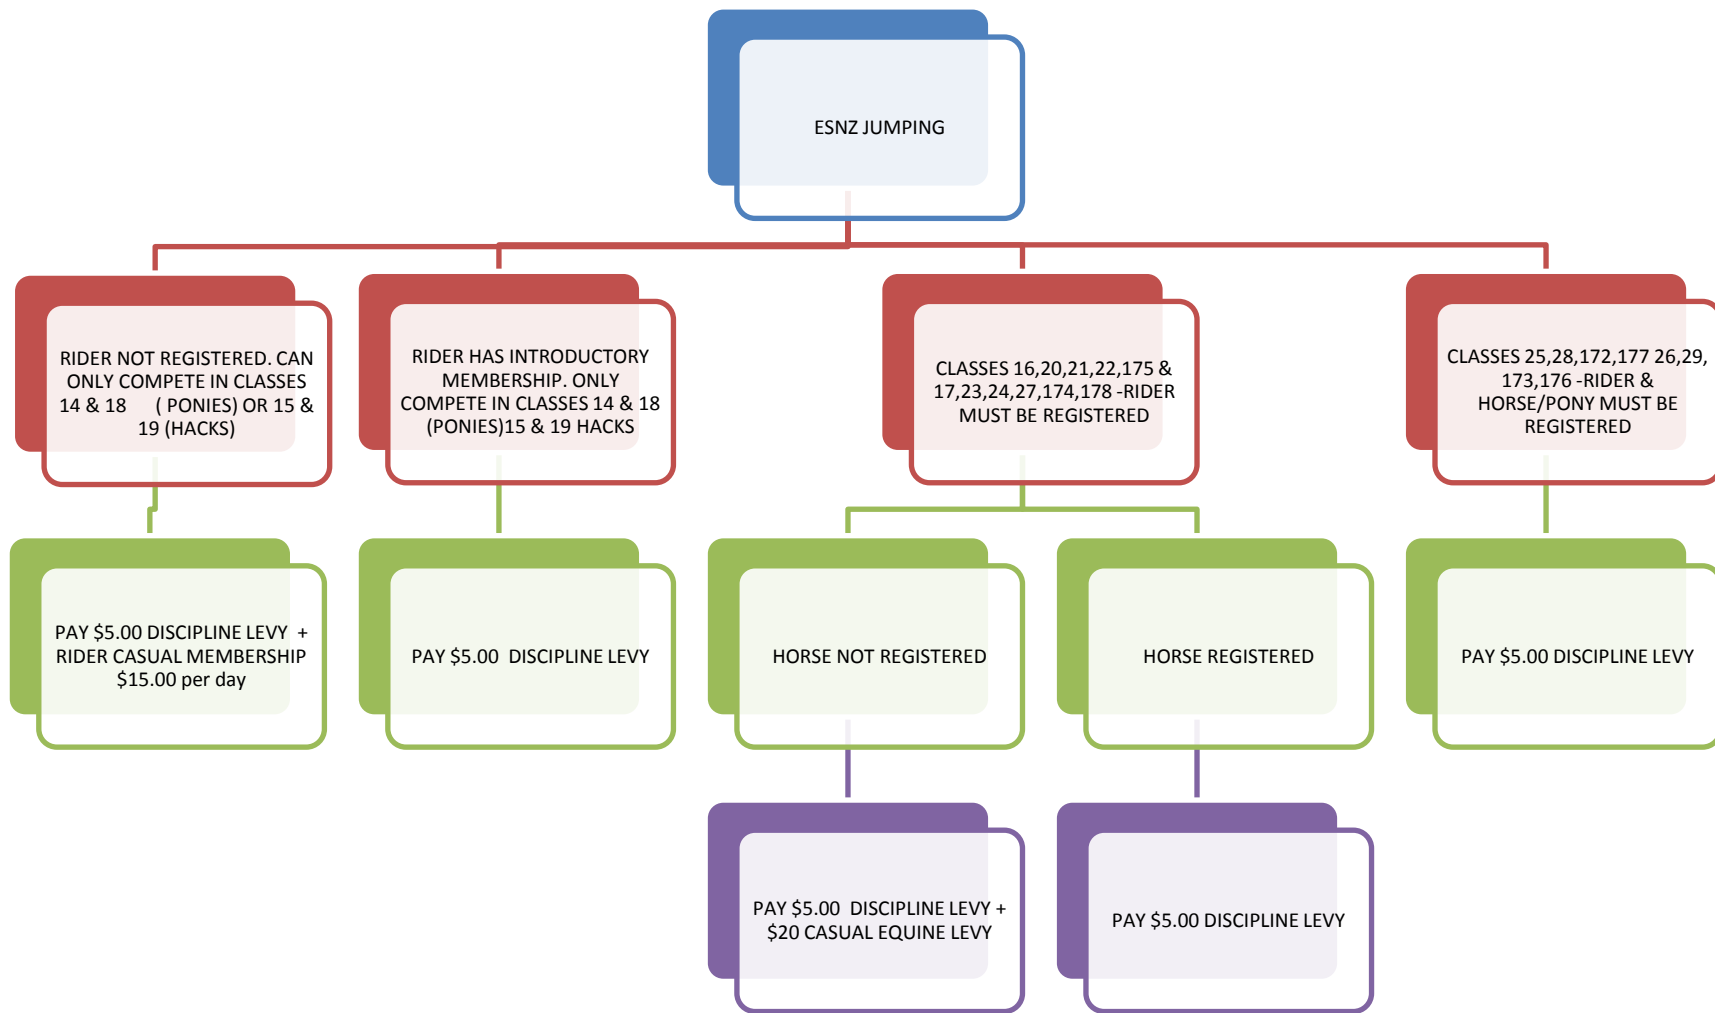 ESNZ JUMPING
RIDER NOT REGISTERED. CAN
ONLY COMPETE IN CLASSES
14 & 18 ( PONIES) OR 15 &
19 (HACKS)
RIDER HAS INTRODUCTORY
MEMBERSHIP. ONLY
COMPETE IN CLASSES 14 & 18
(PONIES)15 & 19 HACKS
CLASSES 16,20,21,22,175 &
17,23,24,27,174,178 -RIDER
MUST BE REGISTERED
CLASSES 25,28,172,177 26,29,
173,176 -RIDER &
HORSE/PONY MUST BE
REGISTERED
PAY $5.00 DISCIPLINE LEVY +
RIDER CASUAL MEMBERSHIP
$15.00 per day
PAY $5.00 DISCIPLINE LEVY
HORSE NOT REGISTERED
HORSE REGISTERED
PAY $5.00 DISCIPLINE LEVY
PAY $5.00 DISCIPLINE LEVY +
$20 CASUAL EQUINE LEVY
PAY $5.00 DISCIPLINE LEVY